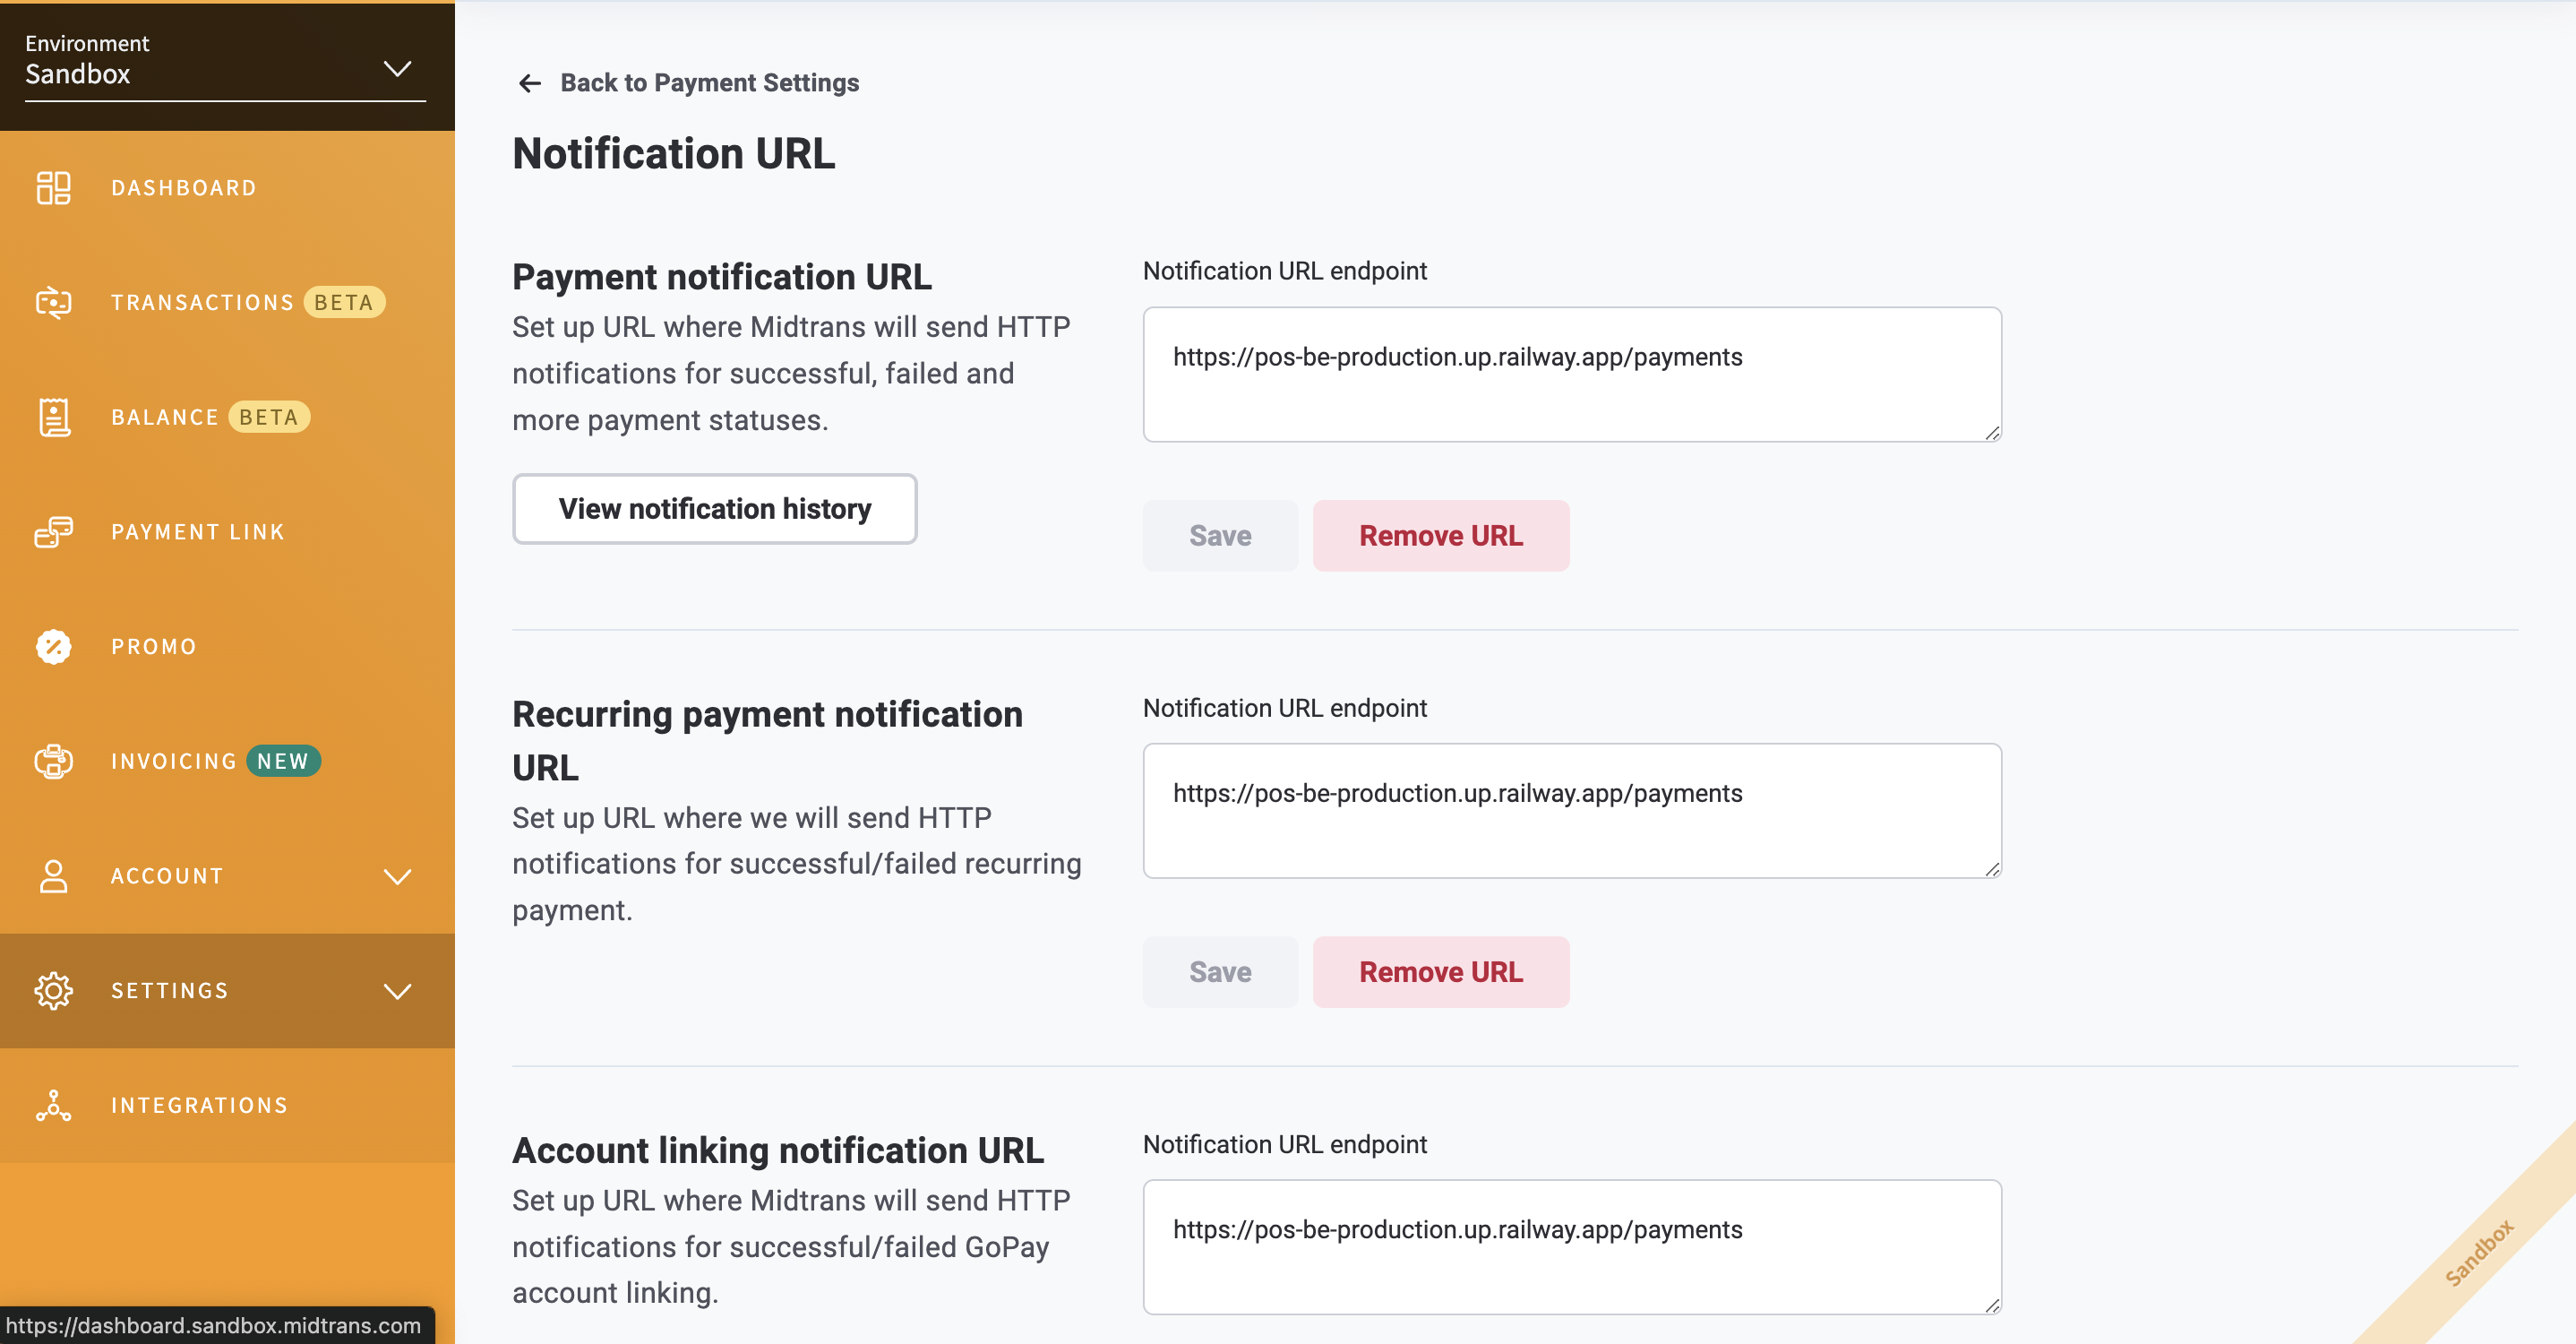 Environment
Sandbox
DASHBOARD
TRANSACTIONS BETA
BALANCE BETA
PAYMENT LINK
PROMO
INVOICING NEW
ACCOUNT
SETTINGS
INTEGRATIONS
https://dashboard.sandbox.midtrans.com
Back to Payment Settings
Notification URL
Payment notification URL
Set up URL where Midtrans will send HTTP
notifications for successful, failed and
more payment statuses.
View notification history
Notification URL endpoint
https://pos-be-production.up.railway.app/payments
Save
Remove URL
Recurring payment notification
URL
Set up URL where we will send HTTP
notifications for successful/failed recurring
payment.
Notification URL endpoint
https://pos-be-production.up.railway.app/payments
Save
Remove URL
Account linking notification URL
Set up URL where Midtrans will send HTTP
notifications for successful/failed GoPay
account linking.
Notification URL endpoint
https://pos-be-production.up.railway.app/payments
Sandbox